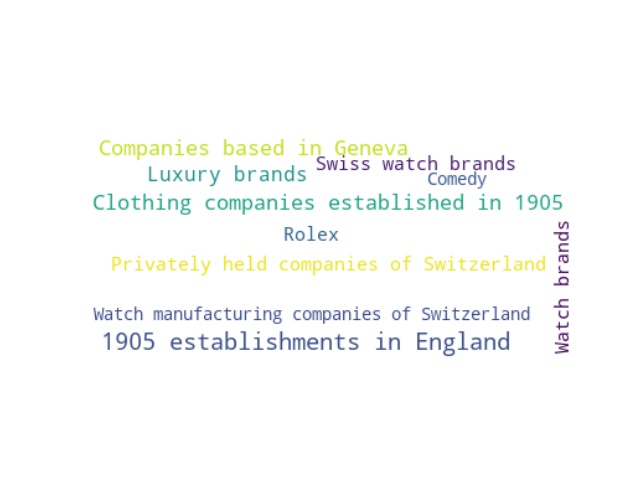 Companies based in Geneva
Swiss watch brands
Luxury brands
Comedy
Clothing companies established in 1905
Rolex
Privately held companies of Switzerland
Watch brands
Watch manufacturing companies of Switzerland
1905 establishments in England